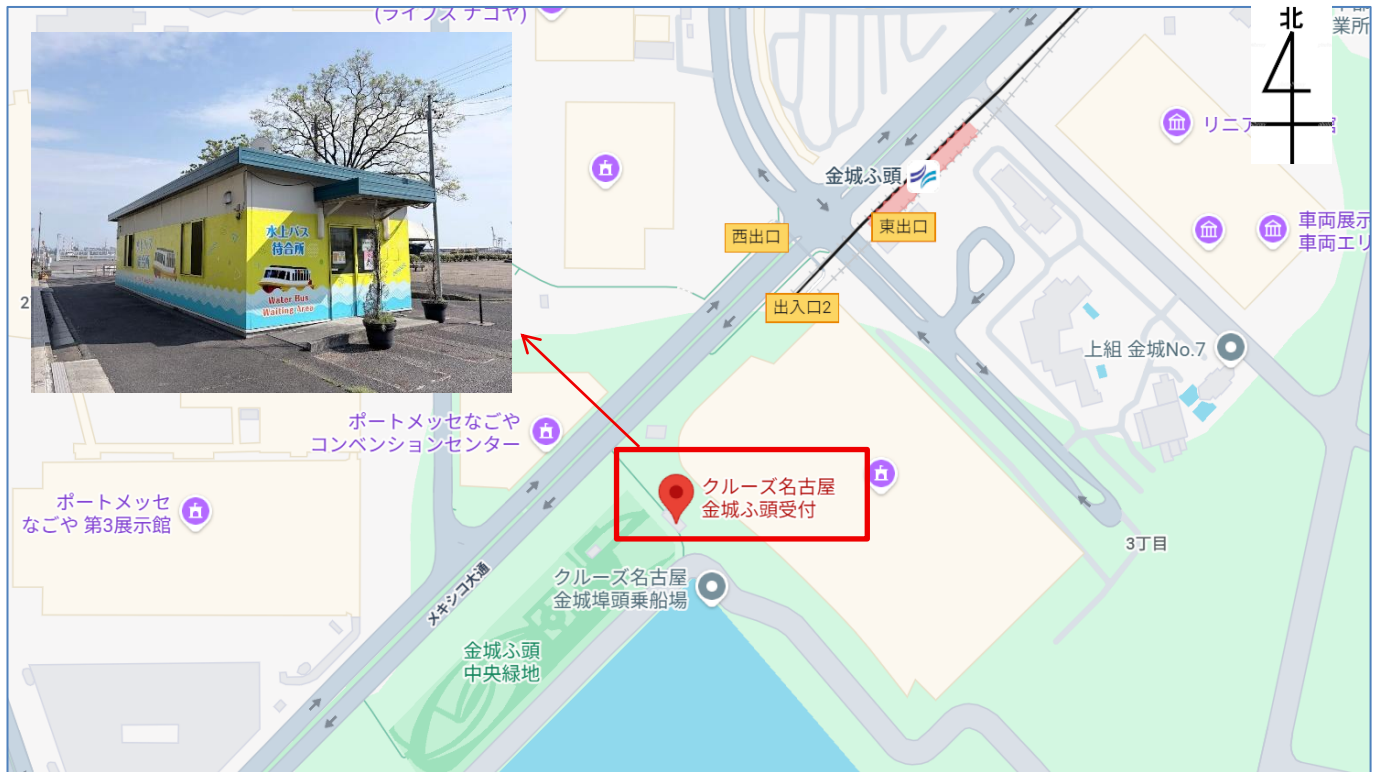 (ライブズ ナゴヤ)
北
業所
水上バス
待合所
Water Bus
Waiting Area
リニア
館
金城ふ頭
西出口
東出口
車両展示
車両エリ
出入口2
上組 金城No.7
ポートメッセなごや
コンベンションセンター
クルーズ名古屋
金城ふ頭受付
ポートメッセ
なごや 第3展示館
3丁目
クルーズ名古屋
金城埠頭乗船場
メキシコ大通
金城ふ頭
中央緑地